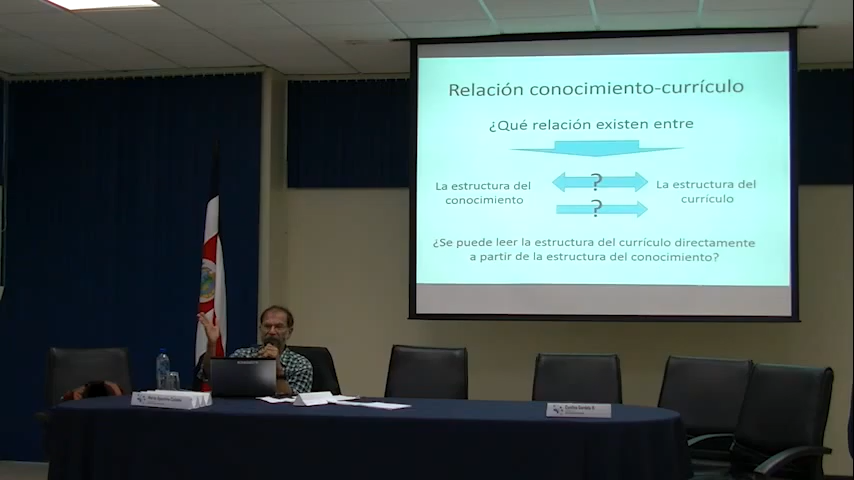 Relación conocimiento-currículo
¿Qué relación existen entre
La estructura del
conocimiento
?
?
La estructura del
currículo
¿Se puede leer la estructura del currículo directamente
a partir de la estructura del conocimiento?